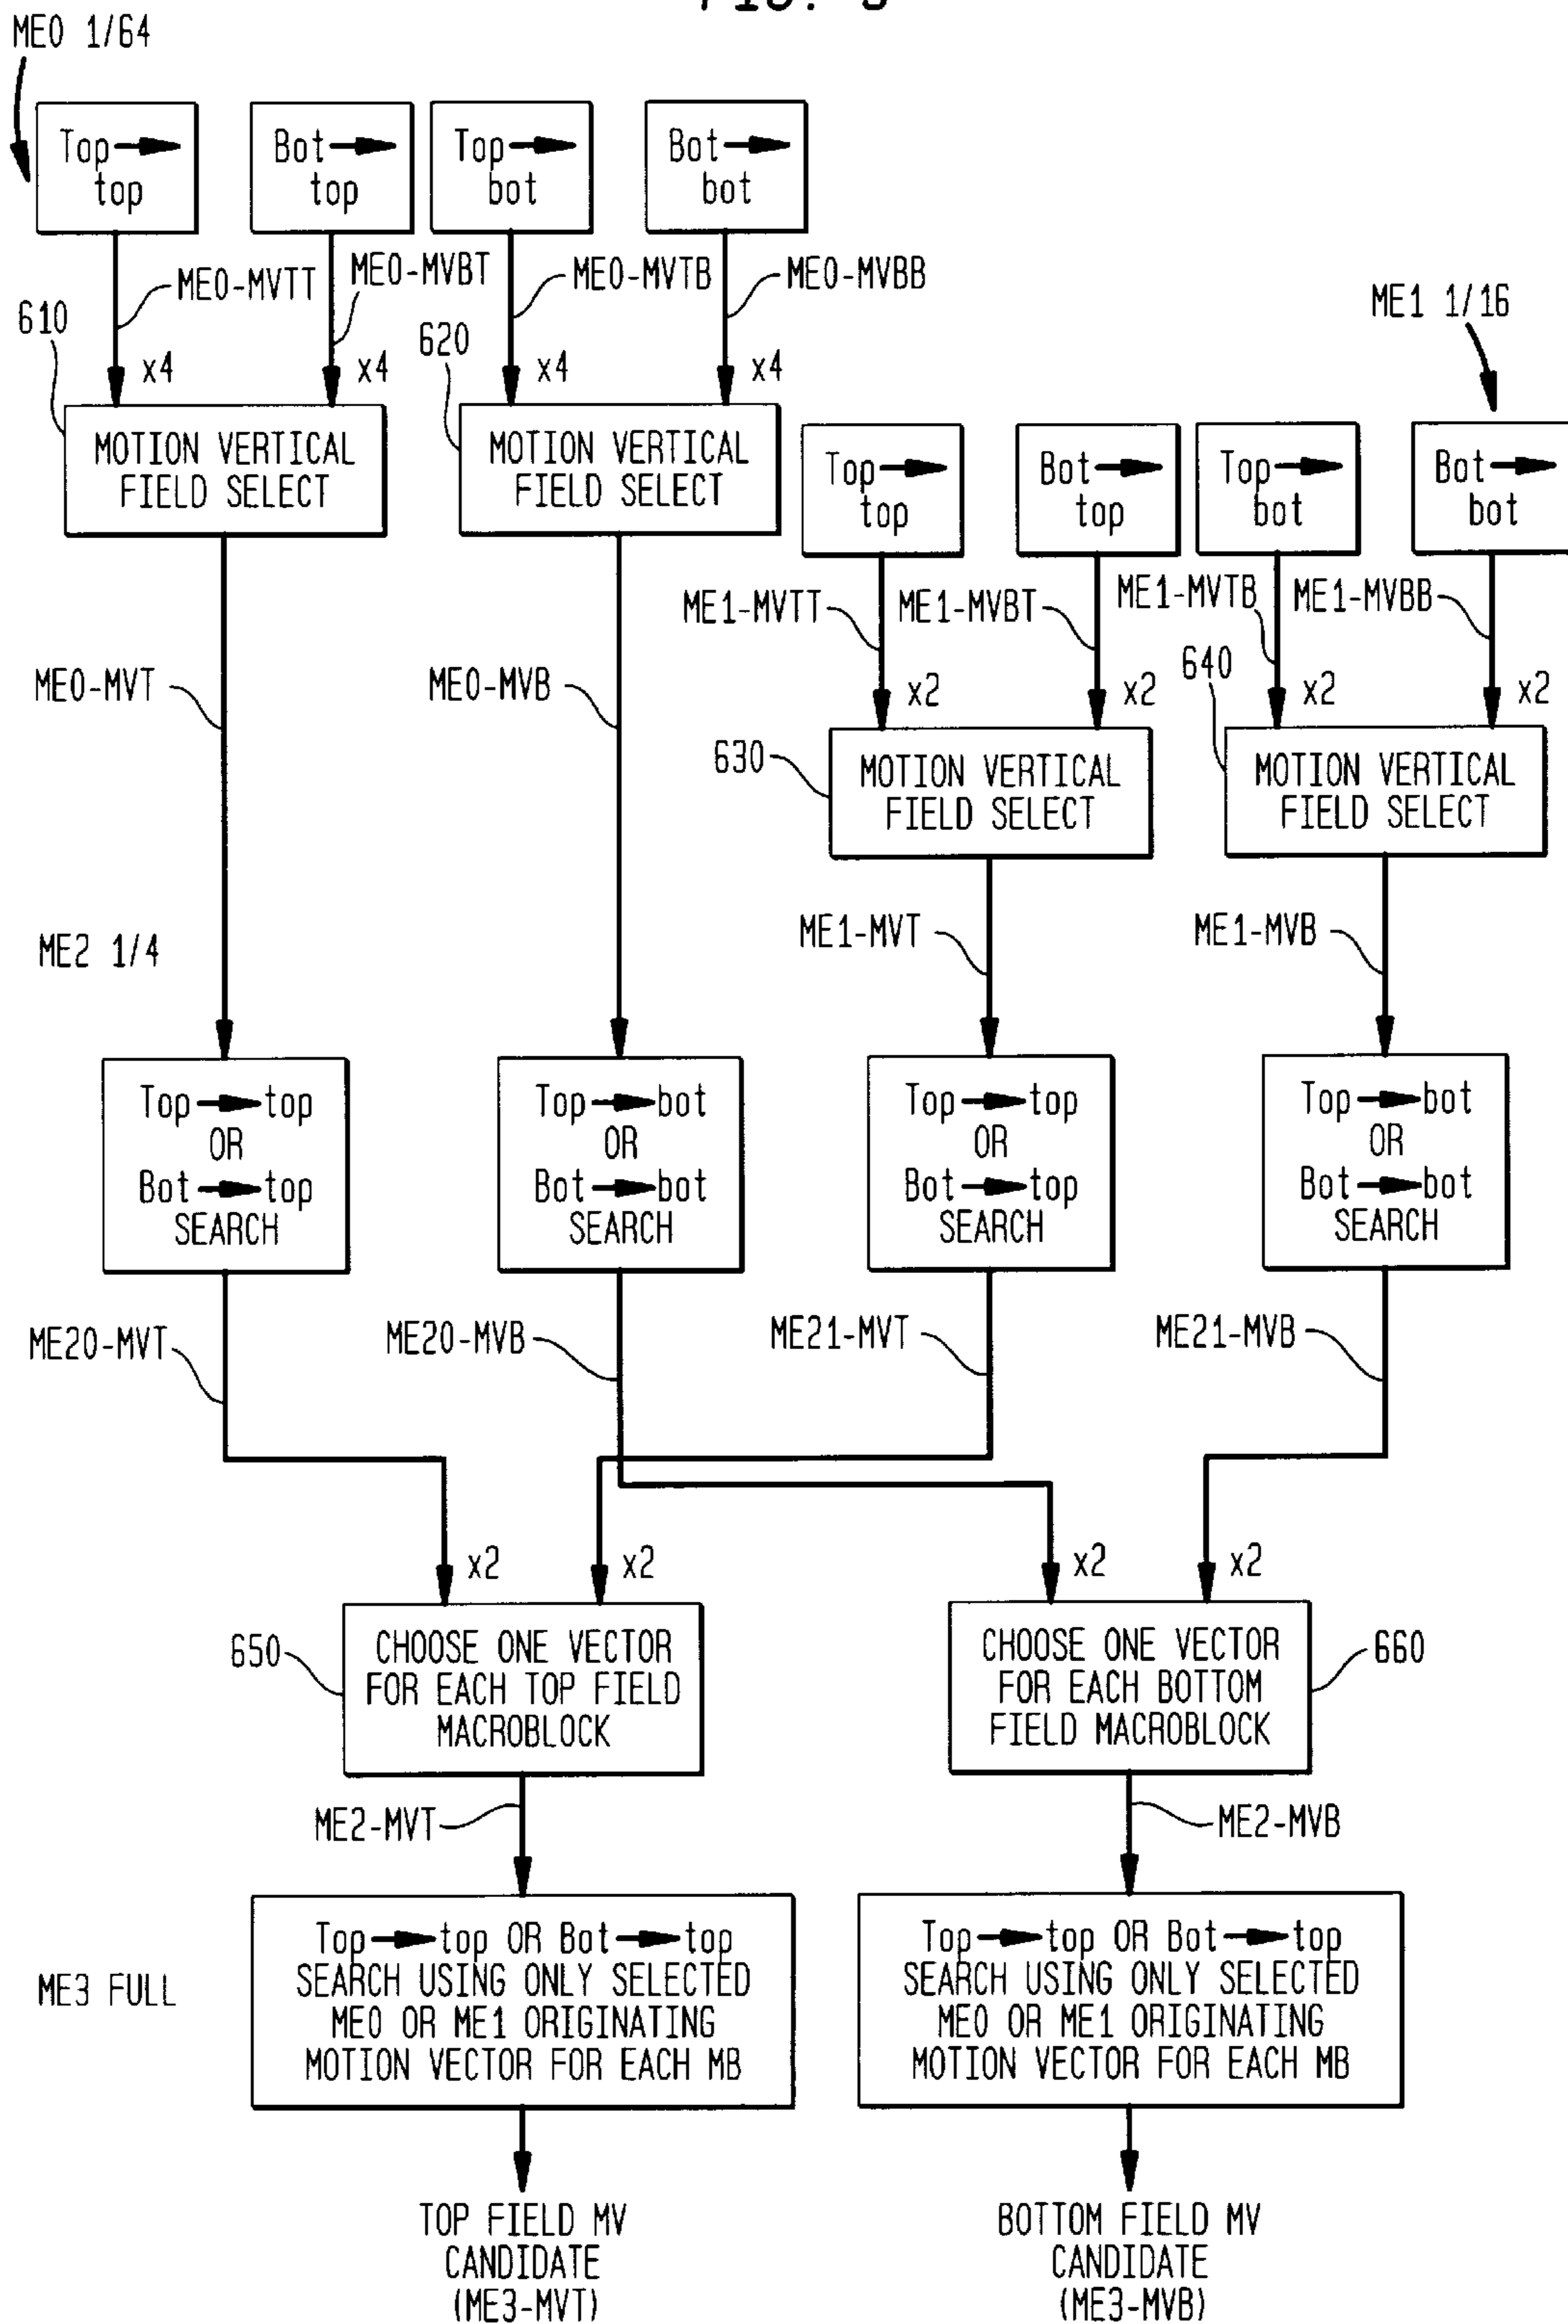 ME0 1/64
Top
top
Bot
top
Top
bot
Bot
bot
ME0-MVTT
ME0-MVBT
ME0-MVTB
ME0-MVBB
610
x4
x4
620
x4
x4
ME1 1/16
MOTION VERTICAL
FIELD SELECT
MOTION VERTICAL
FIELD SELECT
Top
top
Bot
top
Top
bot
Bot
bot
ME1-MVTT
ME1-MVBT
ME1-MVTB
ME1-MVBB
ME0-MVT
ME0-MVB
x2
x2
640
x2
x2
630
MOTION VERTICAL
FIELD SELECT
MOTION VERTICAL
FIELD SELECT
ME2 1/4
ME1-MVT
ME1-MVB
Top→top
OR
Bot→top
SEARCH
Top→bot
OR
Bot→bot
SEARCH
Top→top
OR
Bot→top
SEARCH
Top→bot
OR
Bot→bot
SEARCH
ME20-MVT
ME20-MVB
ME21-MVT
ME21-MVB
x2
x2
x2
x2
650
CHOOSE ONE VECTOR
FOR EACH TOP FIELD
MACROBLOCK
CHOOSE ONE VECTOR
FOR EACH BOTTOM
FIELD MACROBLOCK
660
ME2-MVT
ME2-MVB
ME3 FULL
Top→top OR Bot→top
SEARCH USING ONLY SELECTED
ME0 OR ME1 ORIGINATING
MOTION VECTOR FOR EACH MB
Top→top OR Bot→top
SEARCH USING ONLY SELECTED
ME0 OR ME1 ORIGINATING
MOTION VECTOR FOR EACH MB
TOP FIELD MV
CANDIDATE
(ME3-MVT)
BOTTOM FIELD MV
CANDIDATE
(ME3-MVB)